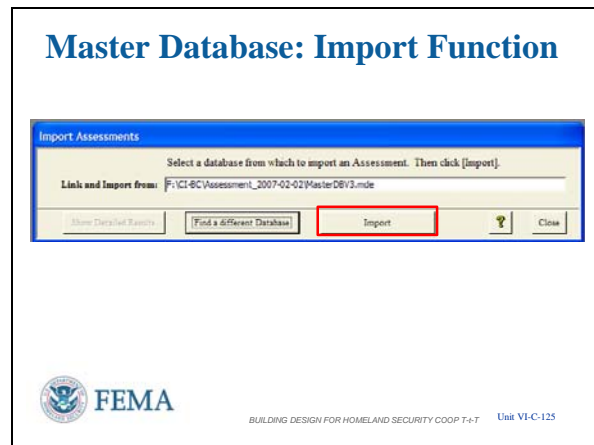 Master Database: Import Function
Import Assessments
Select a database from which to import an Assessment. Then click [Import].
Link and Import from: F:\CI-BC\Assessment_2007-02-02\MasterDBV3.mde
Show Detailed Results Find a different Database Import ? Close
FEMA
BUILDING DESIGN FOR HOMELAND SECURITY COOP T-t-T Unit VI-C-125